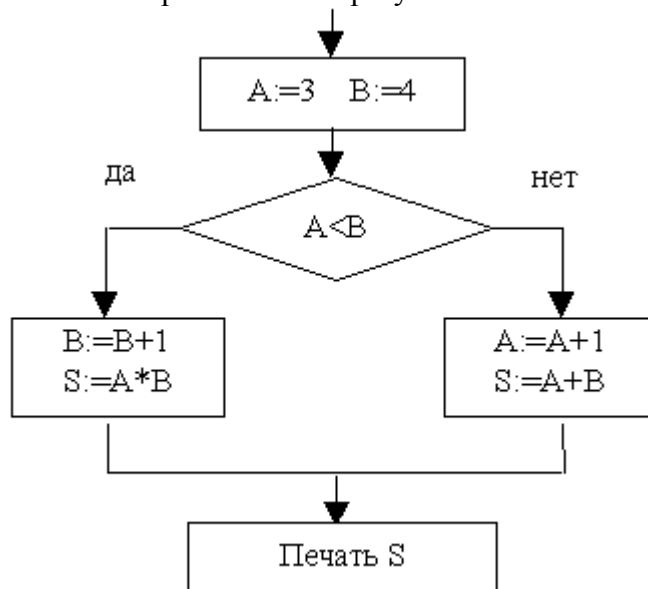 A:=3 B:=4
да
нет
A<B
B:=B+1
S:=A*B
A:=A+1
S:=A+B
Печать S